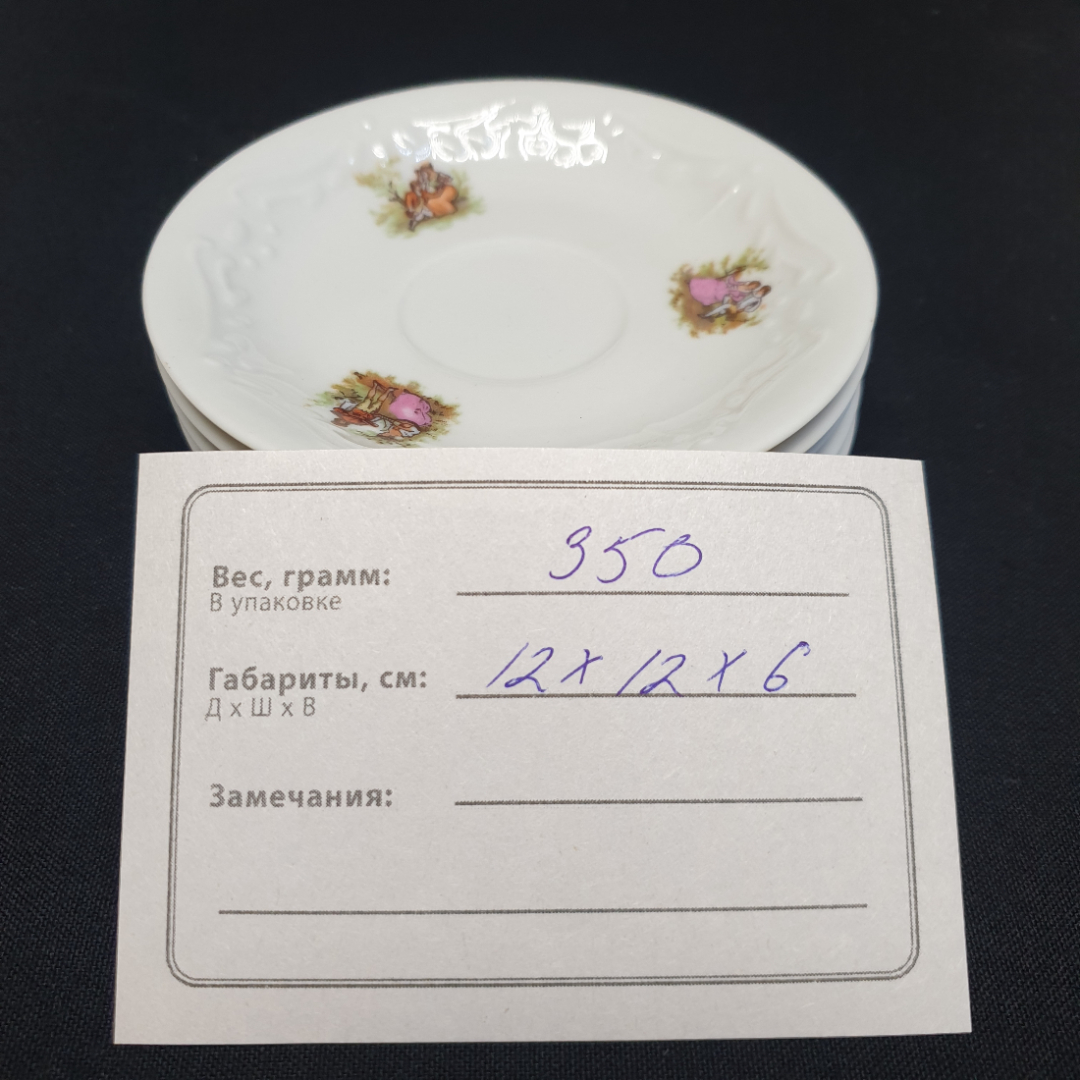 Вес, грамм: 350
В упаковке
Габариты, см: 12 x 12 x 6
Д x Ш x В
Замечания: